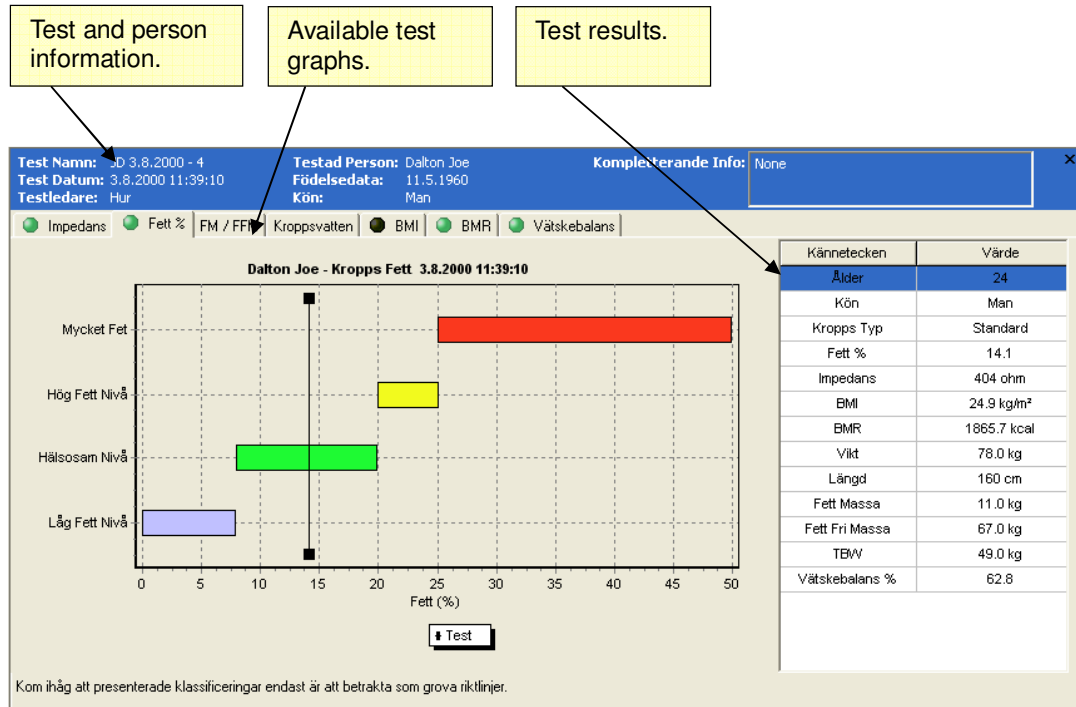 Test and person
information.
Available test
graphs.
Test results.
Test Namn: JD 3.8.2000 - 4
Test Datum: 3.8.2000 11:39:10
Testledare: Hur
Testad Person: Dalton Joe
Födelsedata: 11.5.1960
Kön: Man
Kompletterande Info: None
×
Impedans Fett % FM / FFM Kroppsvatten BMI BMR Vätskebalans
Dalton Joe - Kropps Fett 3.8.2000 11:39:10
Mycket Fet
Hög Fett Nivå
Hälsosam Nivå
Låg Fett Nivå
0 5 10 15 20 25 30 35 40 45 50
Fett (%)
Test
Kännetecken Värde
Ålder 24
Kön Man
Kropps Typ Standard
Fett % 14.1
Impedans 404 ohm
BMI 24.9 kg/m²
BMR 1865.7 kcal
Vikt 78.0 kg
Längd 160 cm
Fett Massa 11.0 kg
Fett Fri Massa 67.0 kg
TBW 49.0 kg
Vätskebalans % 62.8
Kom ihåg att presenterade klassificeringar endast är att betrakta som grova riktlinjer.